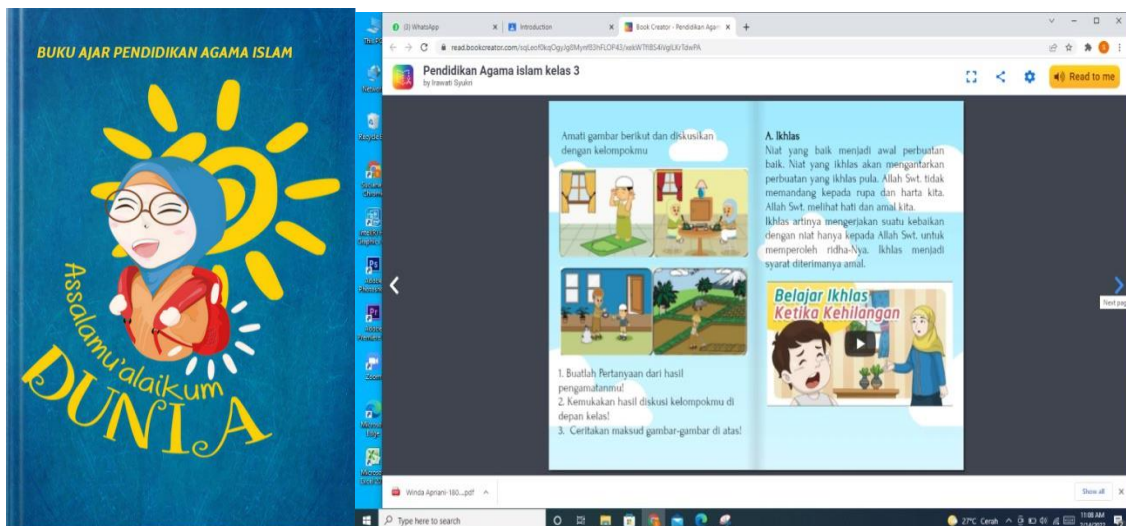 BUKU AJAR PENDIDIKAN AGAMA ISLAM
Assalamu'alaikum
DUNIA
(3) WhatsApp
Introduction
Book Creator - Pendidikan Agam
Pendidikan Agama islam kelas 3
by Irawati Syukri
Read to me
Amati gambar berikut dan diskusikan
dengan kelompokmu
1. Buatlah Pertanyaan dari hasil
pengamatanmu!
2. Kemukakan hasil diskusi kelompokmu di
depan kelas!
3. Ceritakan maksud gambar-gambar di atas!
A. Ikhlas
Niat yang baik menjadi awal perbuatan
baik. Niat yang ikhlas akan mengantarkan
perbuatan yang ikhlas pula. Allah Swt. tidak
memandang kepada rupa dan harta kita.
Allah Swt. melihat hati dan amal kita.
Ikhlas artinya mengerjakan suatu kebaikan
dengan niat hanya kepada Allah Swt. untuk
memperoleh ridha-Nya. Ikhlas menjadi
syarat diterimanya amal.
Belajar Ikhlas
Ketika Kehilangan
Next pag
Winda Apriani-180....pdf
Show all
Type here to search
27°C Cerah
11:08 AM